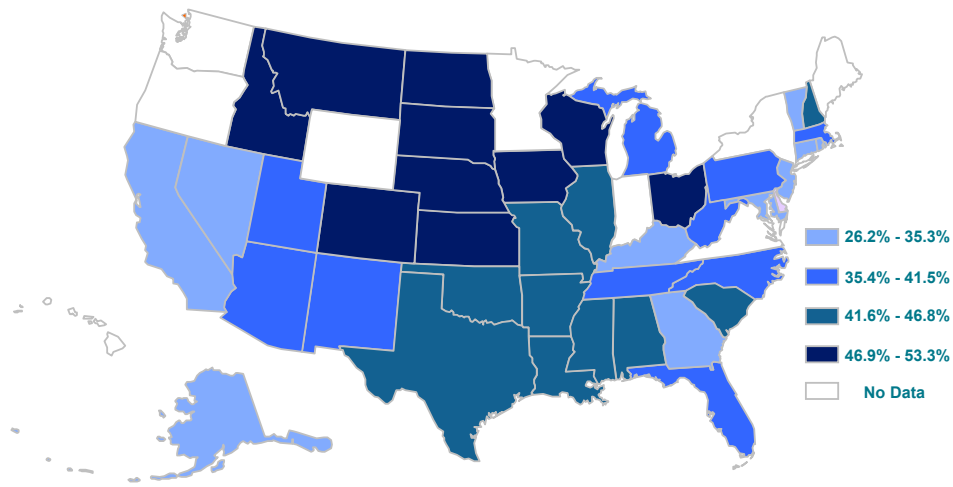 26.2% - 35.3%
35.4% - 41.5%
41.6% - 46.8%
46.9% - 53.3%
No Data